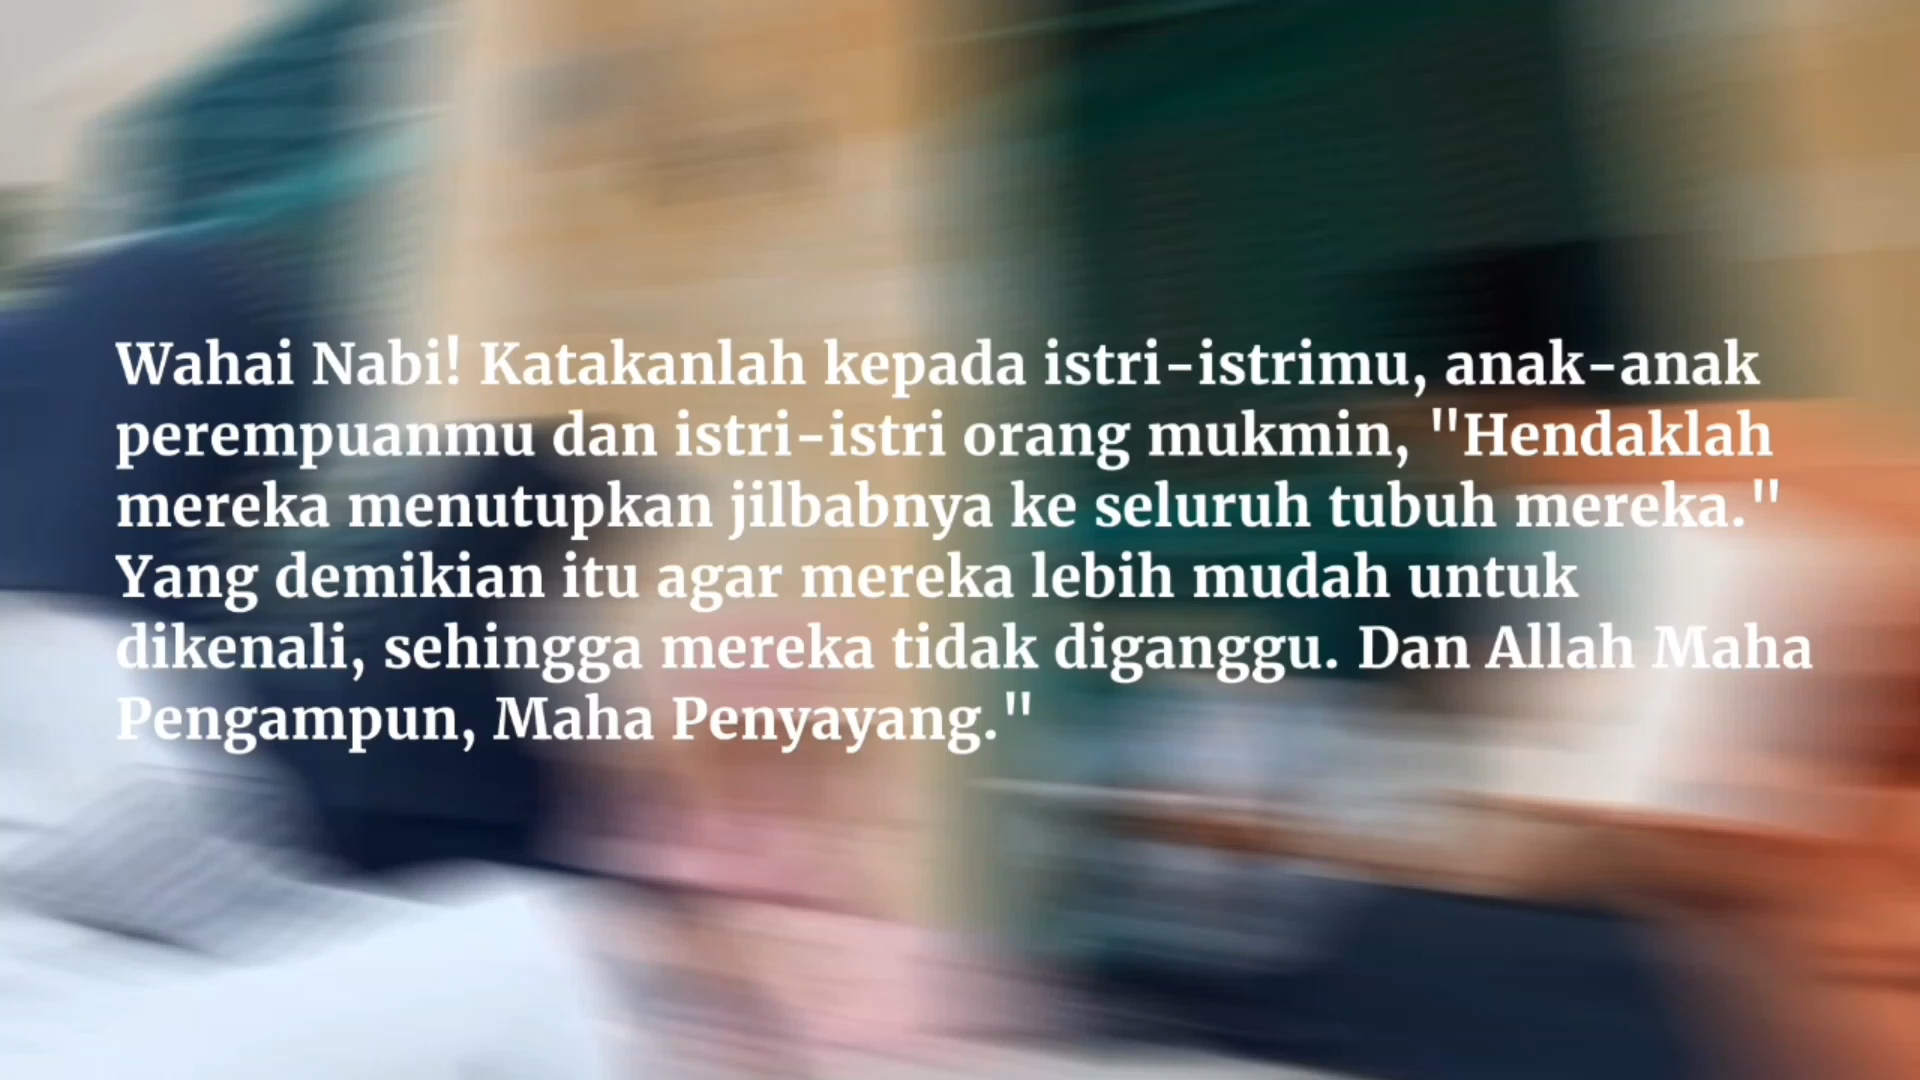 Wahai Nabi! Katakanlah kepada istri-istrimu, anak-anak
perempuanmu dan istri-istri orang mukmin, "Hendaklah
mereka menutupkan jilbabnya ke seluruh tubuh mereka."
Yang demikian itu agar mereka lebih mudah untuk
dikenali, sehingga mereka tidak diganggu. Dan Allah Maha
Pengampun, Maha Penyayang."